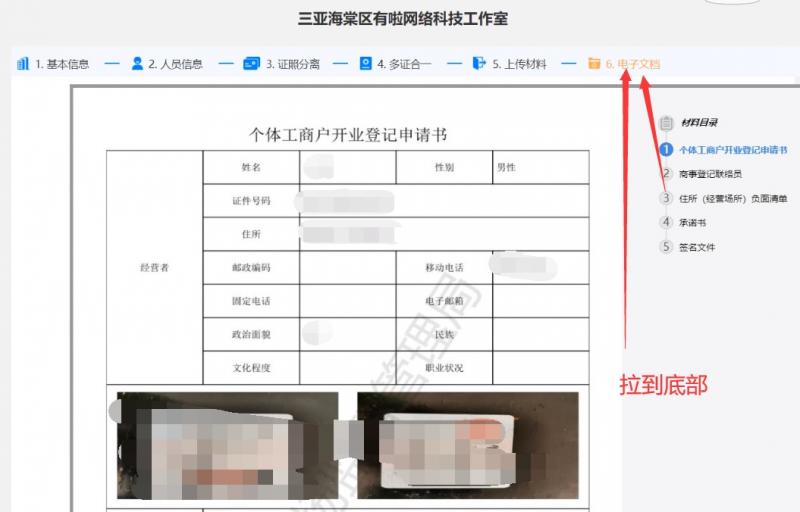 三亚海棠区有啦网络科技工作室
1. 基本信息 2. 人员信息 3. 证照分离 4. 多证合一 5. 上传材料 6. 电子文档
个体工商户开业登记申请书
姓名 性别 男性
证件号码
住所
经营者 邮政编码 移动电话
固定电话 电子邮箱
政治面貌 民族
文化程度 职业状况
管理局
材料目录
1 个体工商户开业登记申请书
2 商事登记联络员
3 住所（经营场所）负面清单
4 承诺书
5 签名文件
拉到底部